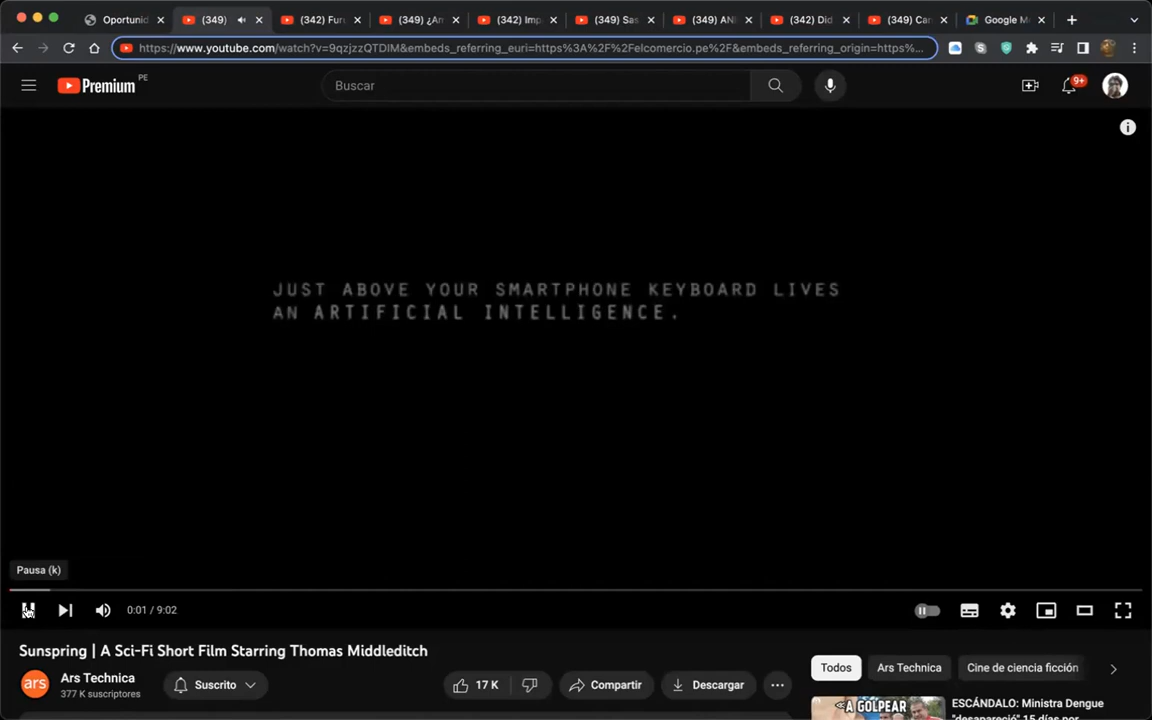 Oportunid
(349)
(342) Fur
(349) ¿Ar
(342) Imp
(349) Sas
(349) AN
(342) Did
(349) Car
Google M
https://www.youtube.com/watch?v=9qzjzzQTDIM&embeds_referring_euri=https%3A%2F%2Felcomercio.pe%2F&embeds_referring_origin=https%...
Premium PE
Buscar
9+
JUST ABOVE YOUR SMARTPHONE KEYBOARD LIVES
AN ARTIFICIAL INTELLIGENCE.
Pausa (k)
0:01 / 9:02
Sunspring | A Sci-Fi Short Film Starring Thomas Middleditch
ars
Ars Technica
377 K suscriptores
Suscrito
17 K
Compartir
Descargar
Todos
Ars Technica
Cine de ciencia ficción
«A GOLPEAR
ESCÁNDALO: Ministra Dengue
"desapareció" 15 días por